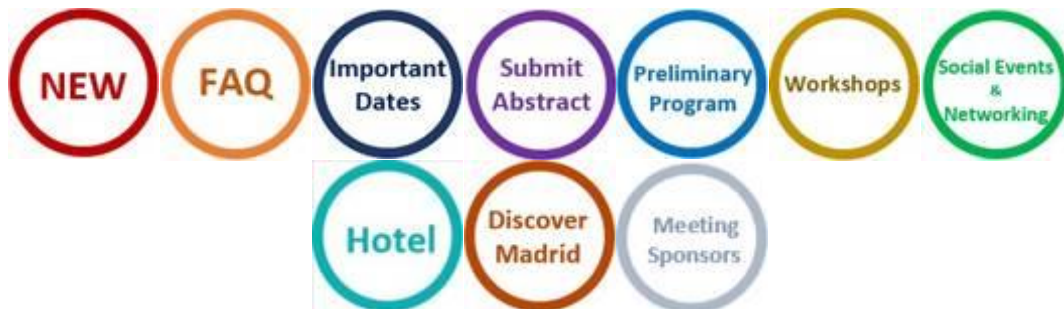 NEW
FAQ
Important
Dates
Submit
Abstract
Preliminary
Program
Workshops
Social Events
&
Networking
Hotel
Discover
Madrid
Meeting
Sponsors